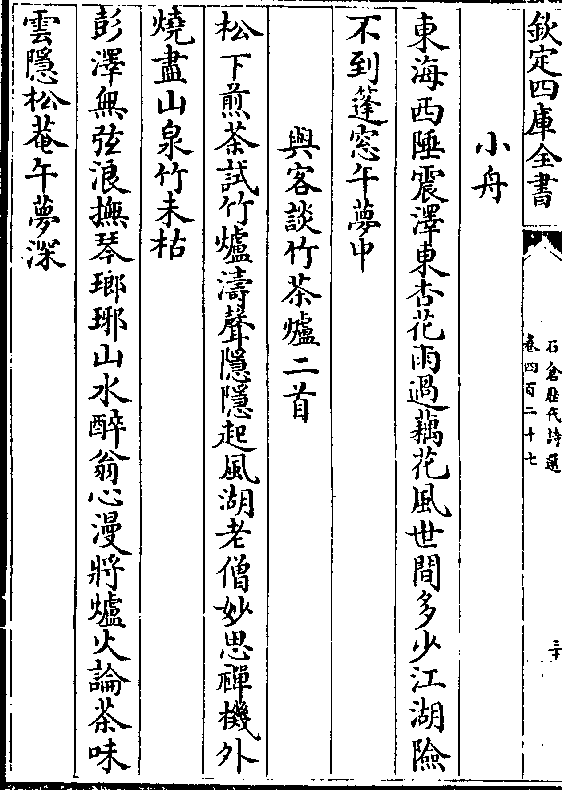 欽定四庫全書
石倉歷代詩選
卷四百二十七
三十
小舟
東海西陲震澤東杏花雨過藕花風世間多少江湖險
不到蓬窓午夢中
與客談竹茶爐二首
松下煎茶試竹爐濤聲隱隱起風湖老僧妙思禪機外
燒盡山泉竹未枯
彭澤無弦浪撫琴瑯琊山水醉翁心漫將爐火論茶味
雲隱松菴午夢深